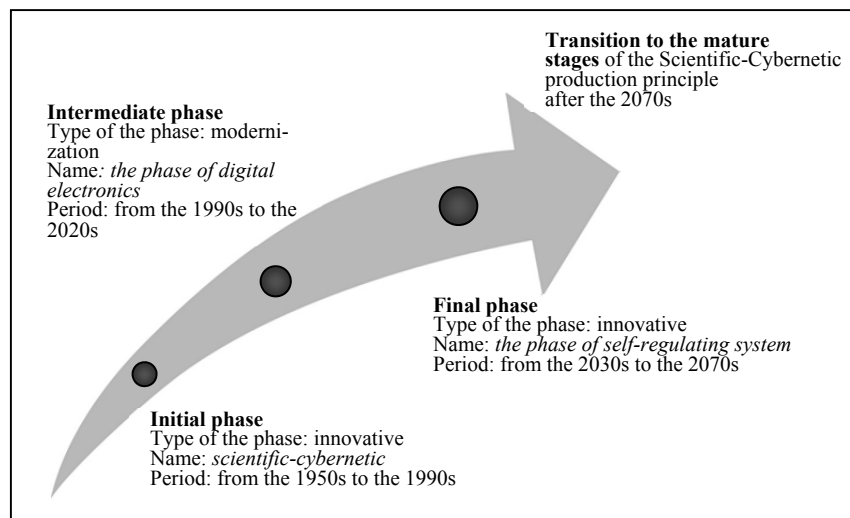 Transition to the mature
stages of the Scientific-Cybernetic
production principle
after the 2070s
Intermediate phase
Type of the phase: moderni-
zation
Name: the phase of digital
electronics
Period: from the 1990s to the
2020s
Final phase
Type of the phase: innovative
Name: the phase of self-regulating system
Period: from the 2030s to the 2070s
Initial phase
Type of the phase: innovative
Name: scientific-cybernetic
Period: from the 1950s to the 1990s